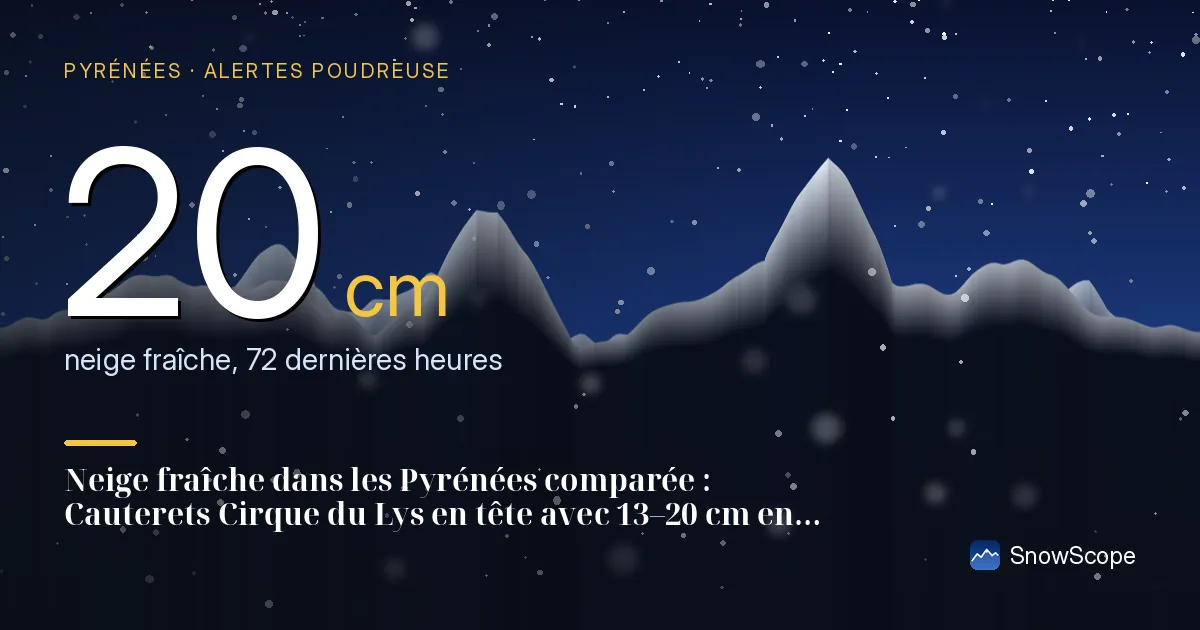 PYRÉNÉES · ALERTES POUDREUSE
20 cm
neige fraîche, 72 dernières heures
Neige fraîche dans les Pyrénées comparée :
Cauterets Cirque du Lys en tête avec 13–20 cm en…
SnowScope